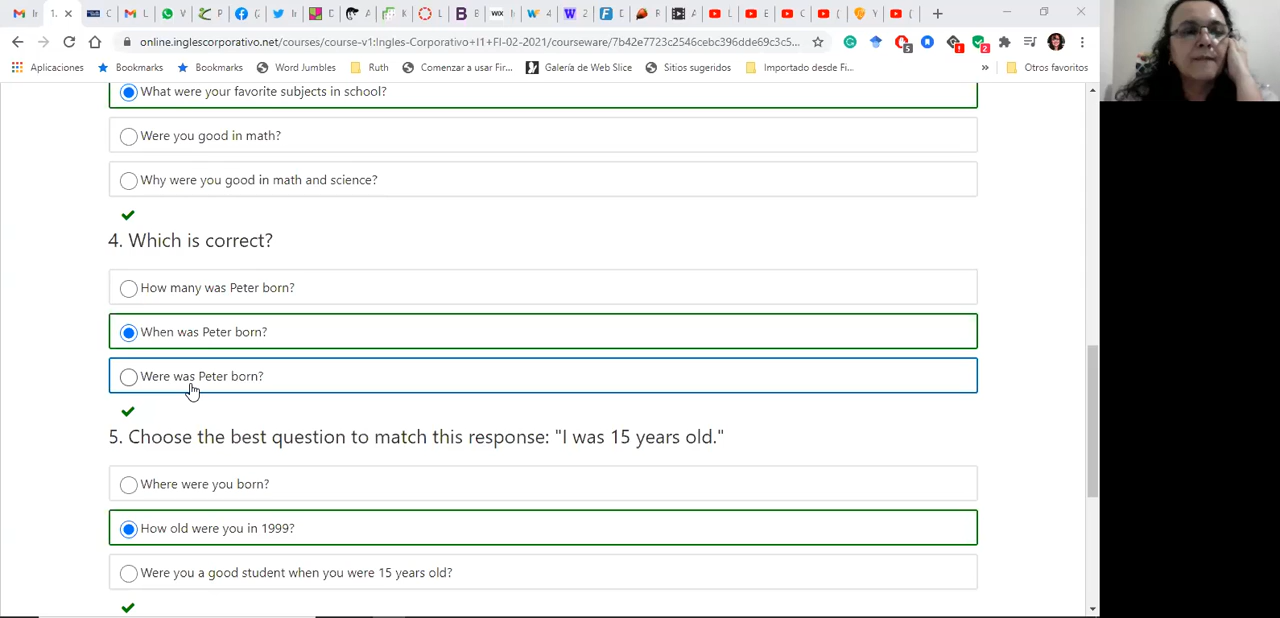 online.inglescorporativo
/courses/course-v1:Ingles-Corporativo+I1+FI-02-2021/courseware/7b42e7723c2546cebc396dde69c3c5...
Aplicaciones Bookmarks Bookmarks Word Jumbles Ruth Comenzar a usar Fir... Galería de Web Slice Sitios sugeridos Importado desde Fi... » Otros favoritos
What were your favorite subjects in school?
Were you good in math?
Why were you good in math and science?
4. Which is correct?
How many was Peter born?
When was Peter born?
Were was Peter born?
5. Choose the best question to match this response: "I was 15 years old."
Where were you born?
How old were you in 1999?
Were you a good student when you were 15 years old?